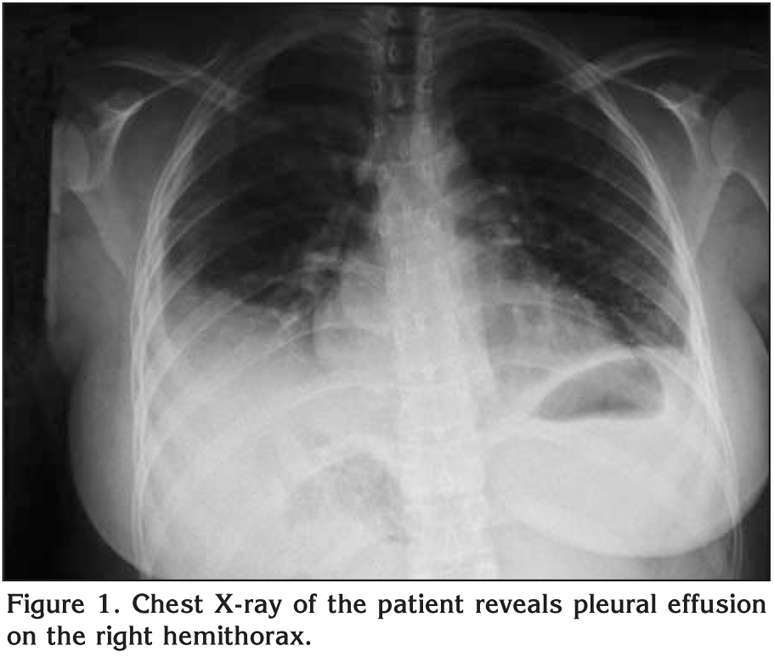 Figure 1. Chest X-ray of the patient reveals pleural effusion
on the right hemithorax.